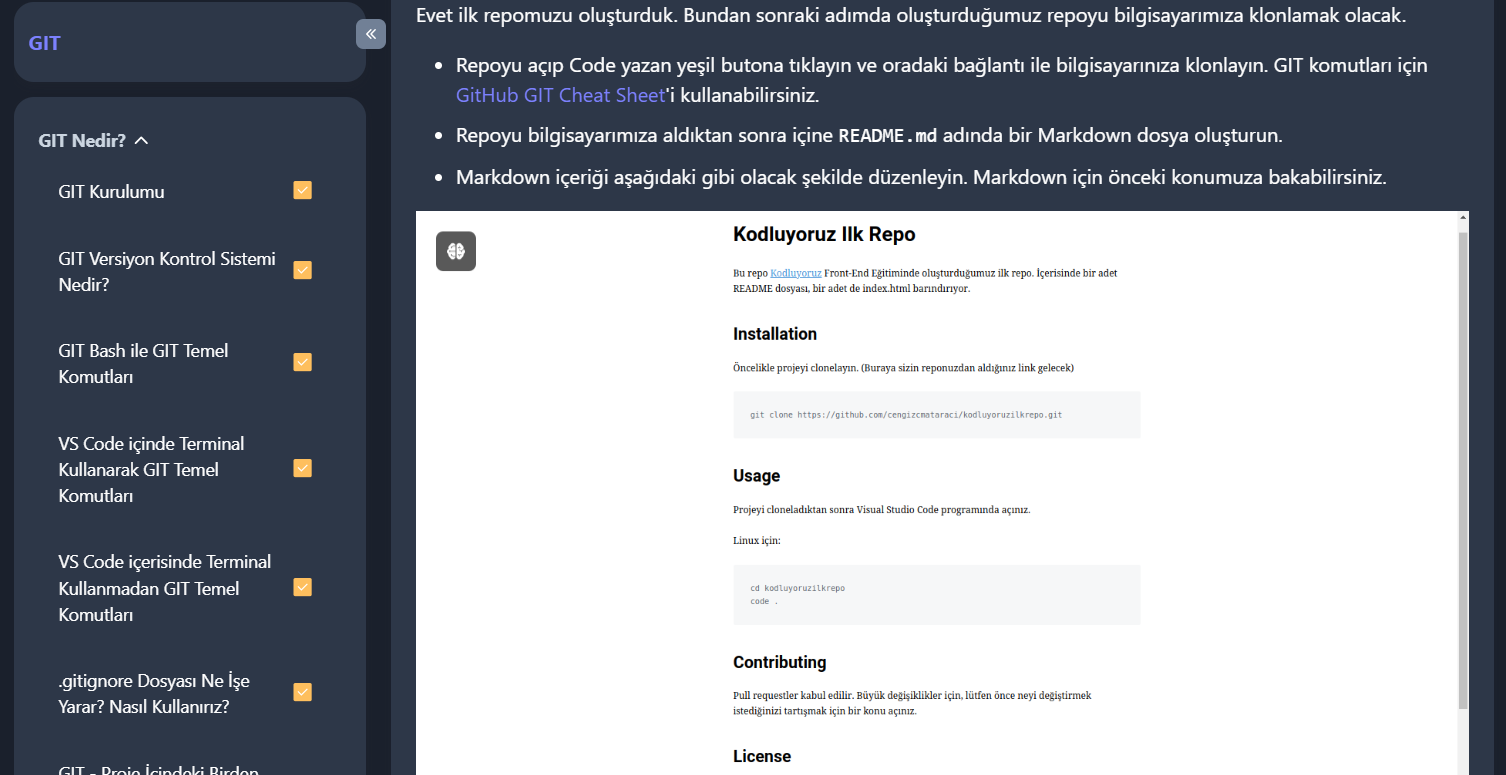 GIT
GIT Nedir?
GIT Kurulumu
GIT Versiyon Kontrol Sistemi
Nedir?
GIT Bash ile GIT Temel
Komutları
VS Code içinde Terminal
Kullanarak GIT Temel
Komutları
VS Code içerisinde Terminal
Kullanmadan GIT Temel
Komutları
.gitignore Dosyası Ne İşe
Yarar? Nasıl Kullanırız?
GIT - Proje İçindeki Birden
Evet ilk repomuzu oluşturduk. Bundan sonraki adımda oluşturduğumuz repoyu bilgisayarımıza klonlamak olacak.
• Repoyu açıp Code yazan yeşil butona tıklayın ve oradaki bağlantı ile bilgisayarınıza klonlayın. GIT komutları için
GitHub GIT Cheat Sheet'i kullanabilirsiniz.
• Repoyu bilgisayarımıza aldıktan sonra içine README.md adında bir Markdown dosya oluşturun.
• Markdown içeriği aşağıdaki gibi olacak şekilde düzenleyin. Markdown için önceki konumuza bakabilirsiniz.
Kodluyoruz Ilk Repo
Bu repo Kodluyoruz Front-End Eğitiminde oluşturduğumuz ilk repo. İçerisinde bir adet
README dosyası, bir adet de index.html barındırıyor.
Installation
Öncelikle projeyi clonelayın. (Buraya sizin reponuzdan aldığınız link gelecek)
git clone https://github.com/cengizcmataraci/kodluyoruzilkrepo.git
Usage
Projeyi cloneladıktan sonra Visual Studio Code programında açınız.
Linux için:
cd kodluyoruzilkrepo
code .
Contributing
Pull requestler kabul edilir. Büyük değişiklikler için, lütfen önce neyi değiştirmek
istediğinizi tartışmak için bir konu açınız.
License